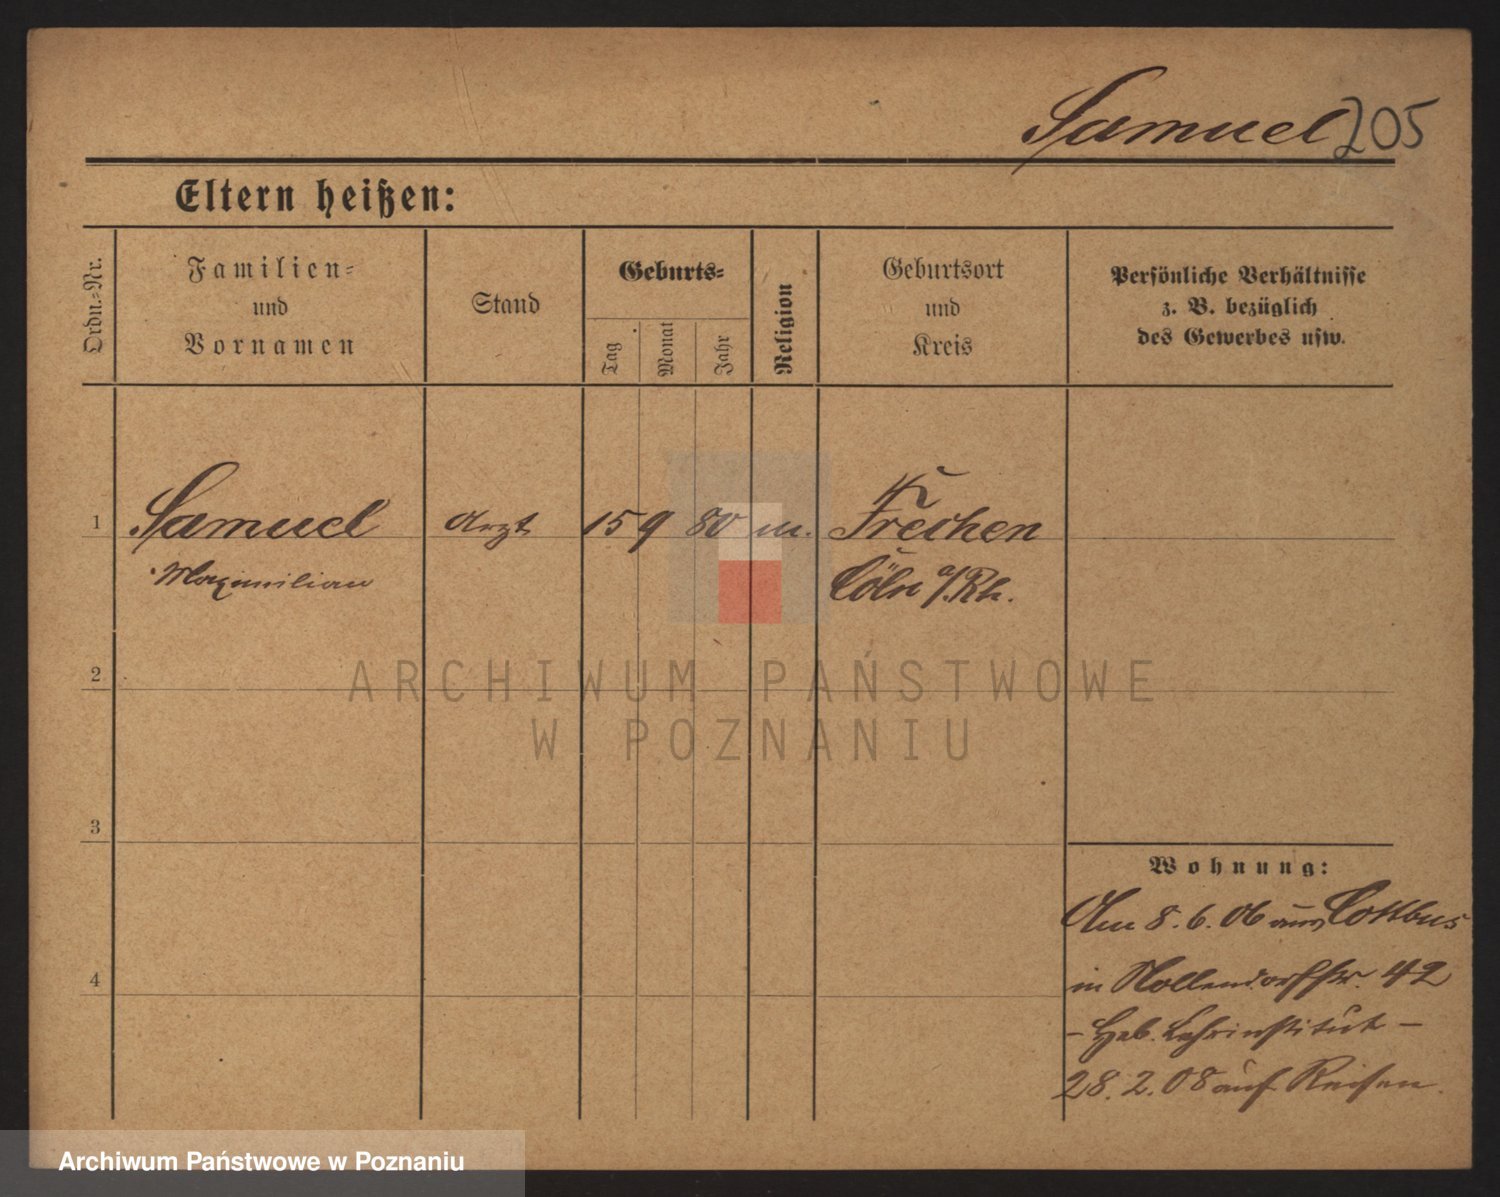 Samuel 205
Eltern heißen:
Ordn.-Nr.
Familien-
und
Vornamen
Stand
Geburts-
Tag
Monat
Jahr
Religion
Geburtsort
und
Kreis
Persönliche Verhältnisse
z. B. bezüglich
des Gewerbes usw.
1 Samuel Arzt 15 9 80 m. Frechen
Maximilian Cöln a/Rh.
2
3
4
Wohnung:
Am 8.6.06 aus Cottbus
in Nollendorfstr. 42
– Heb. Lehrinstitut –
28.2.08 auf Reisen.
ARCHIWUM PAŃSTWOWE
W POZNANIU
Archiwum Państwowe w Poznaniu